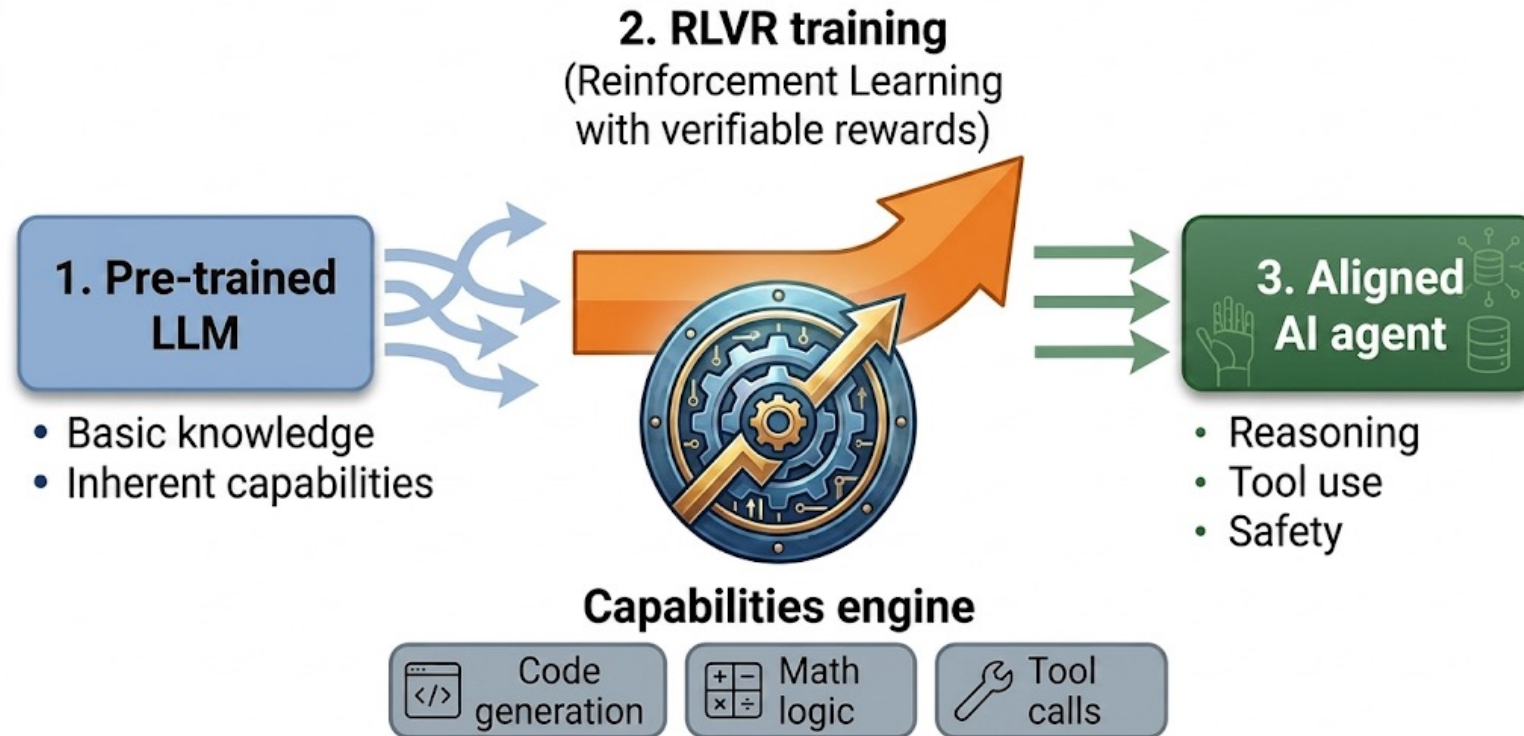 2. RLVR training
(Reinforcement Learning
with verifiable rewards)
1. Pre-trained
LLM
• Basic knowledge
• Inherent capabilities
3. Aligned
AI agent
• Reasoning
• Tool use
• Safety
Capabilities engine
</> Code
generation
+ − × ÷ Math
logic
Tool
calls